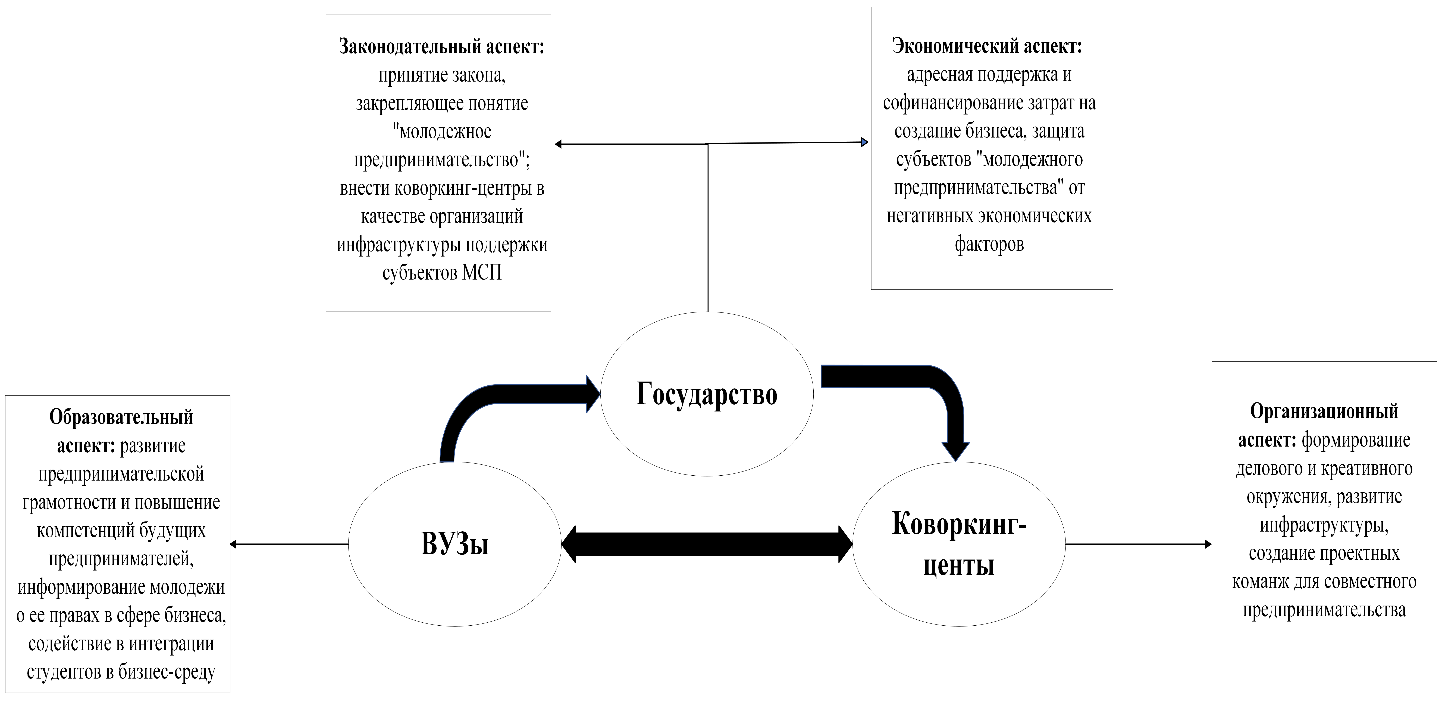 Законодательный аспект:
принятие закона,
закрепляющее понятие
"молодежное
предпринимательство";
внести коворкинг-центры в
качестве организаций
инфраструктуры поддержки
субъектов МСП
Экономический аспект:
адресная поддержка и
софинансирование затрат на
создание бизнеса, защита
субъектов "молодежного
предпринимательства" от
негативных экономических
факторов
Государство
Образовательный
аспект: развитие
предпринимательской
грамотности и повышение
компетенций будущих
предпринимателей,
информирование молодежи
о ее правах в сфере бизнеса,
содействие в интеграции
студентов в бизнес-среду
ВУЗы
Коворкинг-
центы
Организационный
аспект: формирование
делового и креативного
окружения, развитие
инфраструктуры,
создание проектных
команж для совместного
предпринимательства